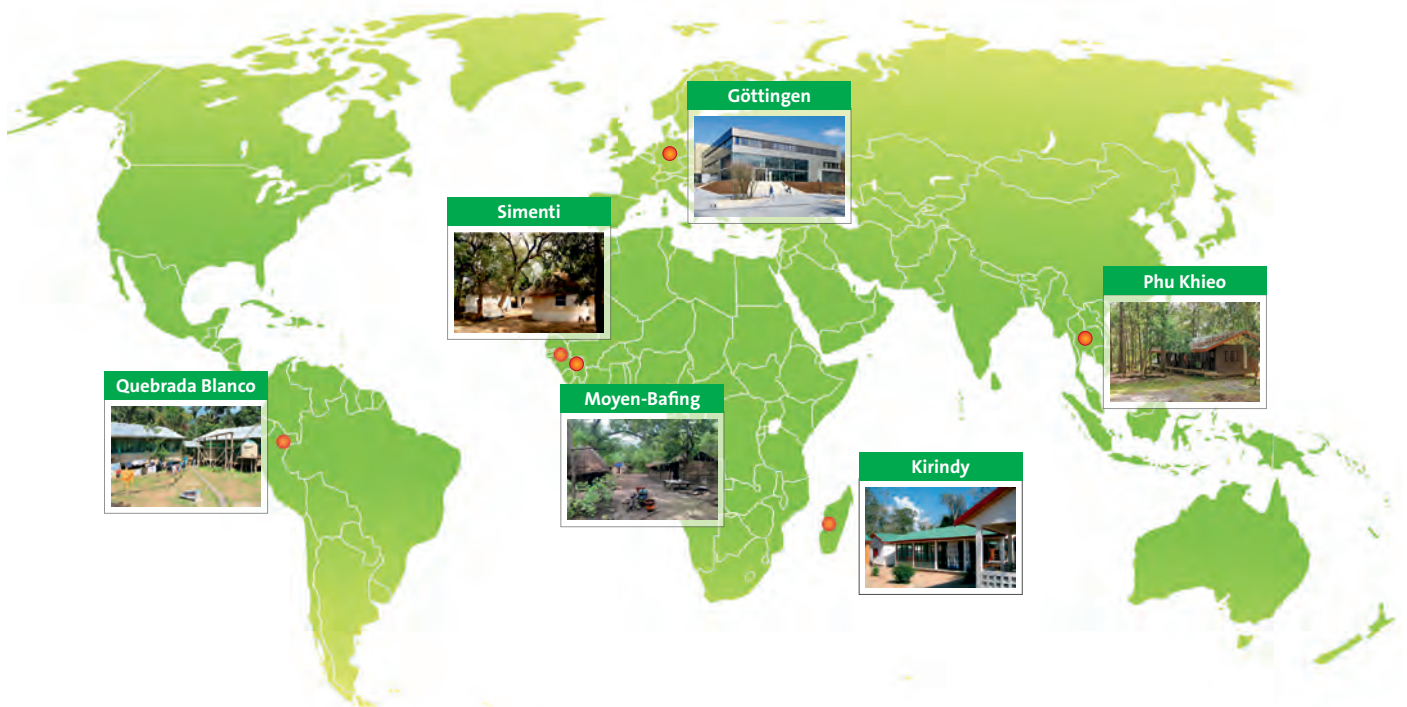 Göttingen
Simenti
Phu Khieo
Quebrada Blanco
Moyen-Bafing
Kirindy